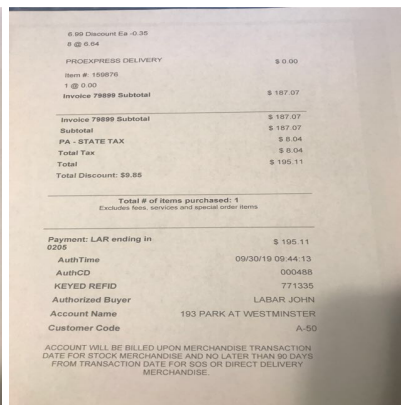 6.99 Discount Ea -0.35
8 @ 6.64
PROEXPRESS DELIVERY $ 0.00
Item #: 159876
1 @ 0.00
Invoice 79899 Subtotal $ 187.07
Invoice 79899 Subtotal $ 187.07
Subtotal $ 187.07
PA - STATE TAX $ 8.04
Total Tax $ 8.04
Total $ 195.11
Total Discount: $9.85
Total # of items purchased: 1
Excludes fees, services and special order items
Payment: LAR ending in
0205 $ 195.11
AuthTime 09/30/19 09:44:13
AuthCD 000488
KEYED REFID 771335
Authorized Buyer LABAR JOHN
Account Name 193 PARK AT WESTMINSTER
Customer Code A-50
ACCOUNT WILL BE BILLED UPON MERCHANDISE TRANSACTION
DATE FOR STOCK MERCHANDISE AND NO LATER THAN 90 DAYS
FROM TRANSACTION DATE FOR SOS OR DIRECT DELIVERY
MERCHANDISE.